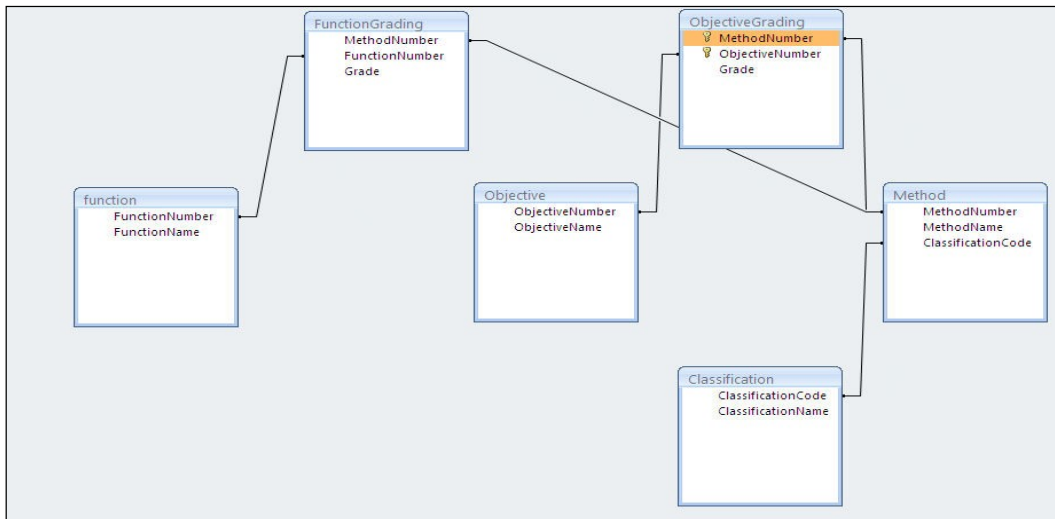 FunctionGrading
MethodNumber
FunctionNumber
Grade
ObjectiveGrading
MethodNumber
ObjectiveNumber
Grade
function
FunctionNumber
FunctionName
Objective
ObjectiveNumber
ObjectiveName
Method
MethodNumber
MethodName
ClassificationCode
Classification
ClassificationCode
ClassificationName